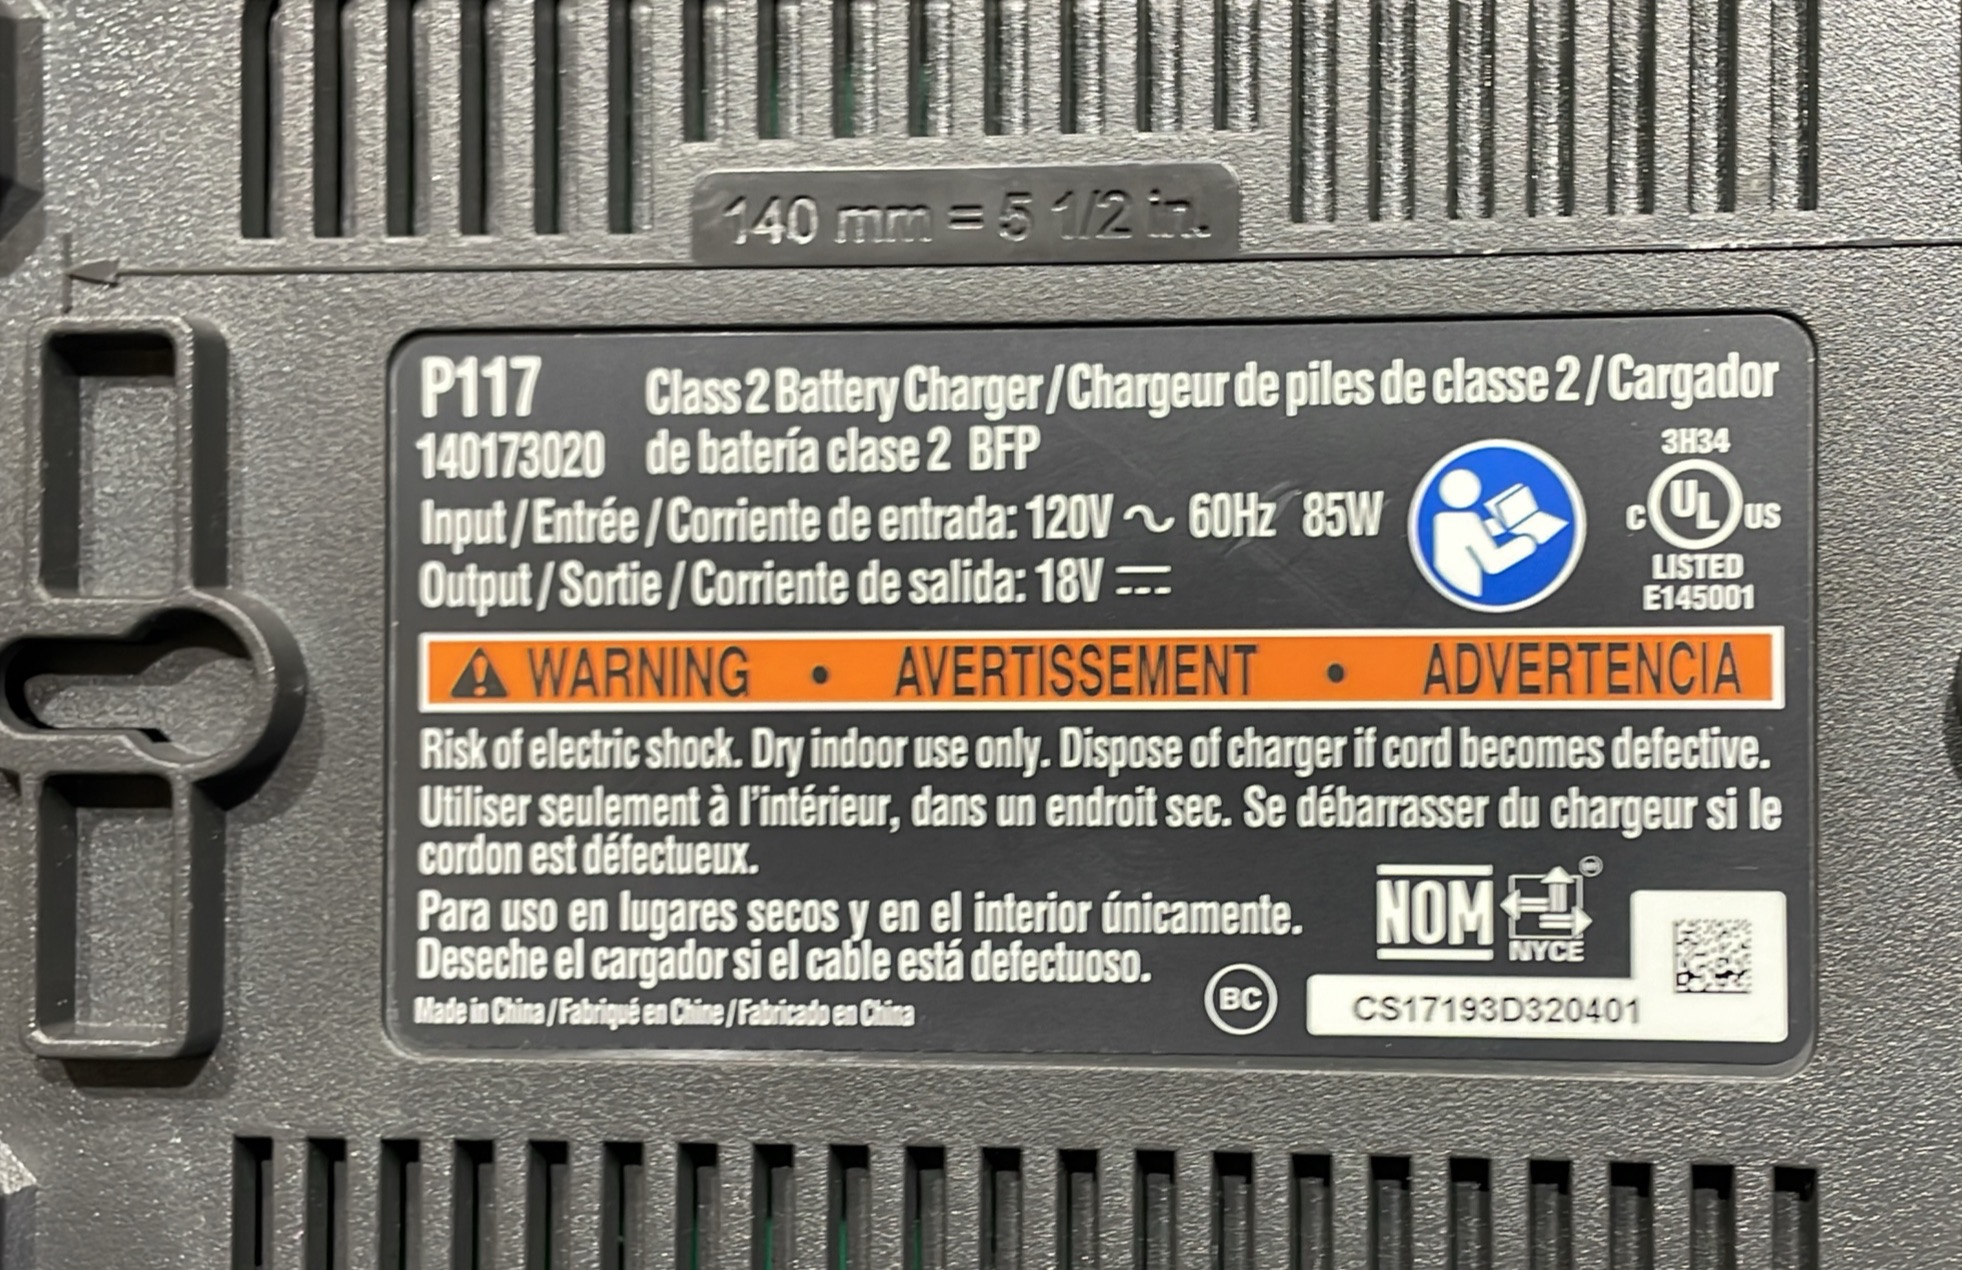 140 mm = 5 1/2 in.
P117 Class 2 Battery Charger / Chargeur de piles de classe 2 / Cargador
140173020 de batería clase 2 BFP
Input / Entrée / Corriente de entrada: 120V ~ 60Hz 85W
Output / Sortie / Corriente de salida: 18V ⎓
3H34
C UL US
LISTED
E145001
WARNING • AVERTISSEMENT • ADVERTENCIA
Risk of electric shock. Dry indoor use only. Dispose of charger if cord becomes defective.
Utiliser seulement à l'intérieur, dans un endroit sec. Se débarrasser du chargeur si le
cordon est défectueux.
Para uso en lugares secos y en el interior únicamente.
Deseche el cargador si el cable está defectuoso.
Made in China / Fabriqué en Chine / Fabricado en China
NOM
NYCE
BC
CS17193D320401